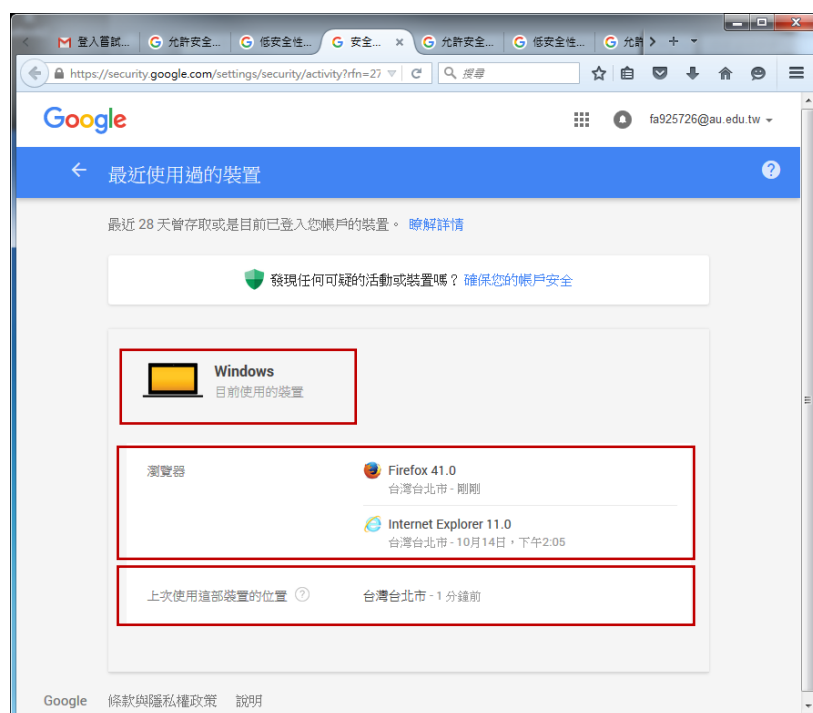 登入嘗試...
允許安全...
低安全性...
安全...
允許安全...
低安全性...
允許
https://security.google.com/settings/security/activity?rfn=27
搜尋
Google
fa925726@au.edu.tw
最近使用過的裝置
最近 28 天曾存取或是目前已登入您帳戶的裝置。 瞭解詳情
發現任何可疑的活動或裝置嗎？ 確保您的帳戶安全
Windows
目前使用的裝置
瀏覽器
Firefox 41.0
台灣台北市 - 剛剛
Internet Explorer 11.0
台灣台北市 - 10月14日，下午2:05
上次使用這部裝置的位置
台灣台北市 - 1 分鐘前
Google 條款與隱私權政策 說明